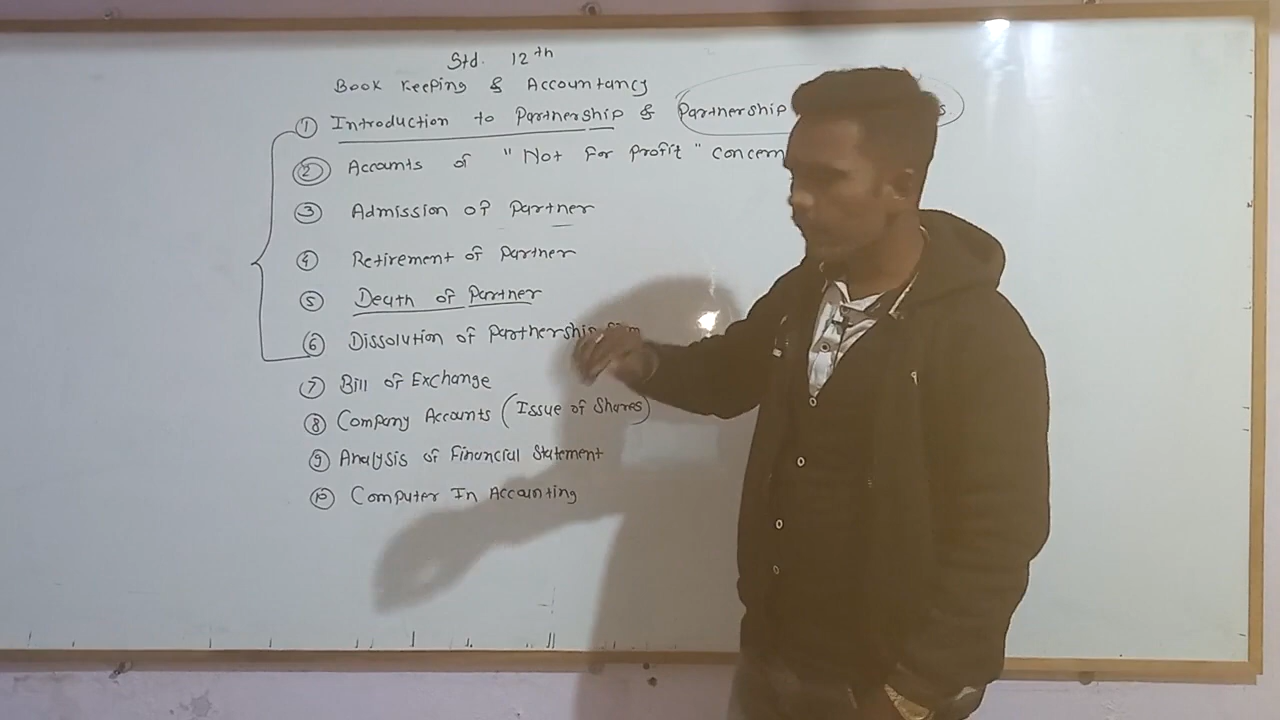 Std. 12th
Book Keeping & Accountancy
① Introduction to Partnership & Partnership
② Accounts of "Not For Profit" Concern
③ Admission of Partner
④ Retirement of Partner
⑤ Death of Partner
⑥ Dissolution of Partnership
⑦ Bill of Exchange
⑧ Company Accounts (Issue of Shares)
⑨ Analysis of Financial Statement
⑩ Computer In Accounting